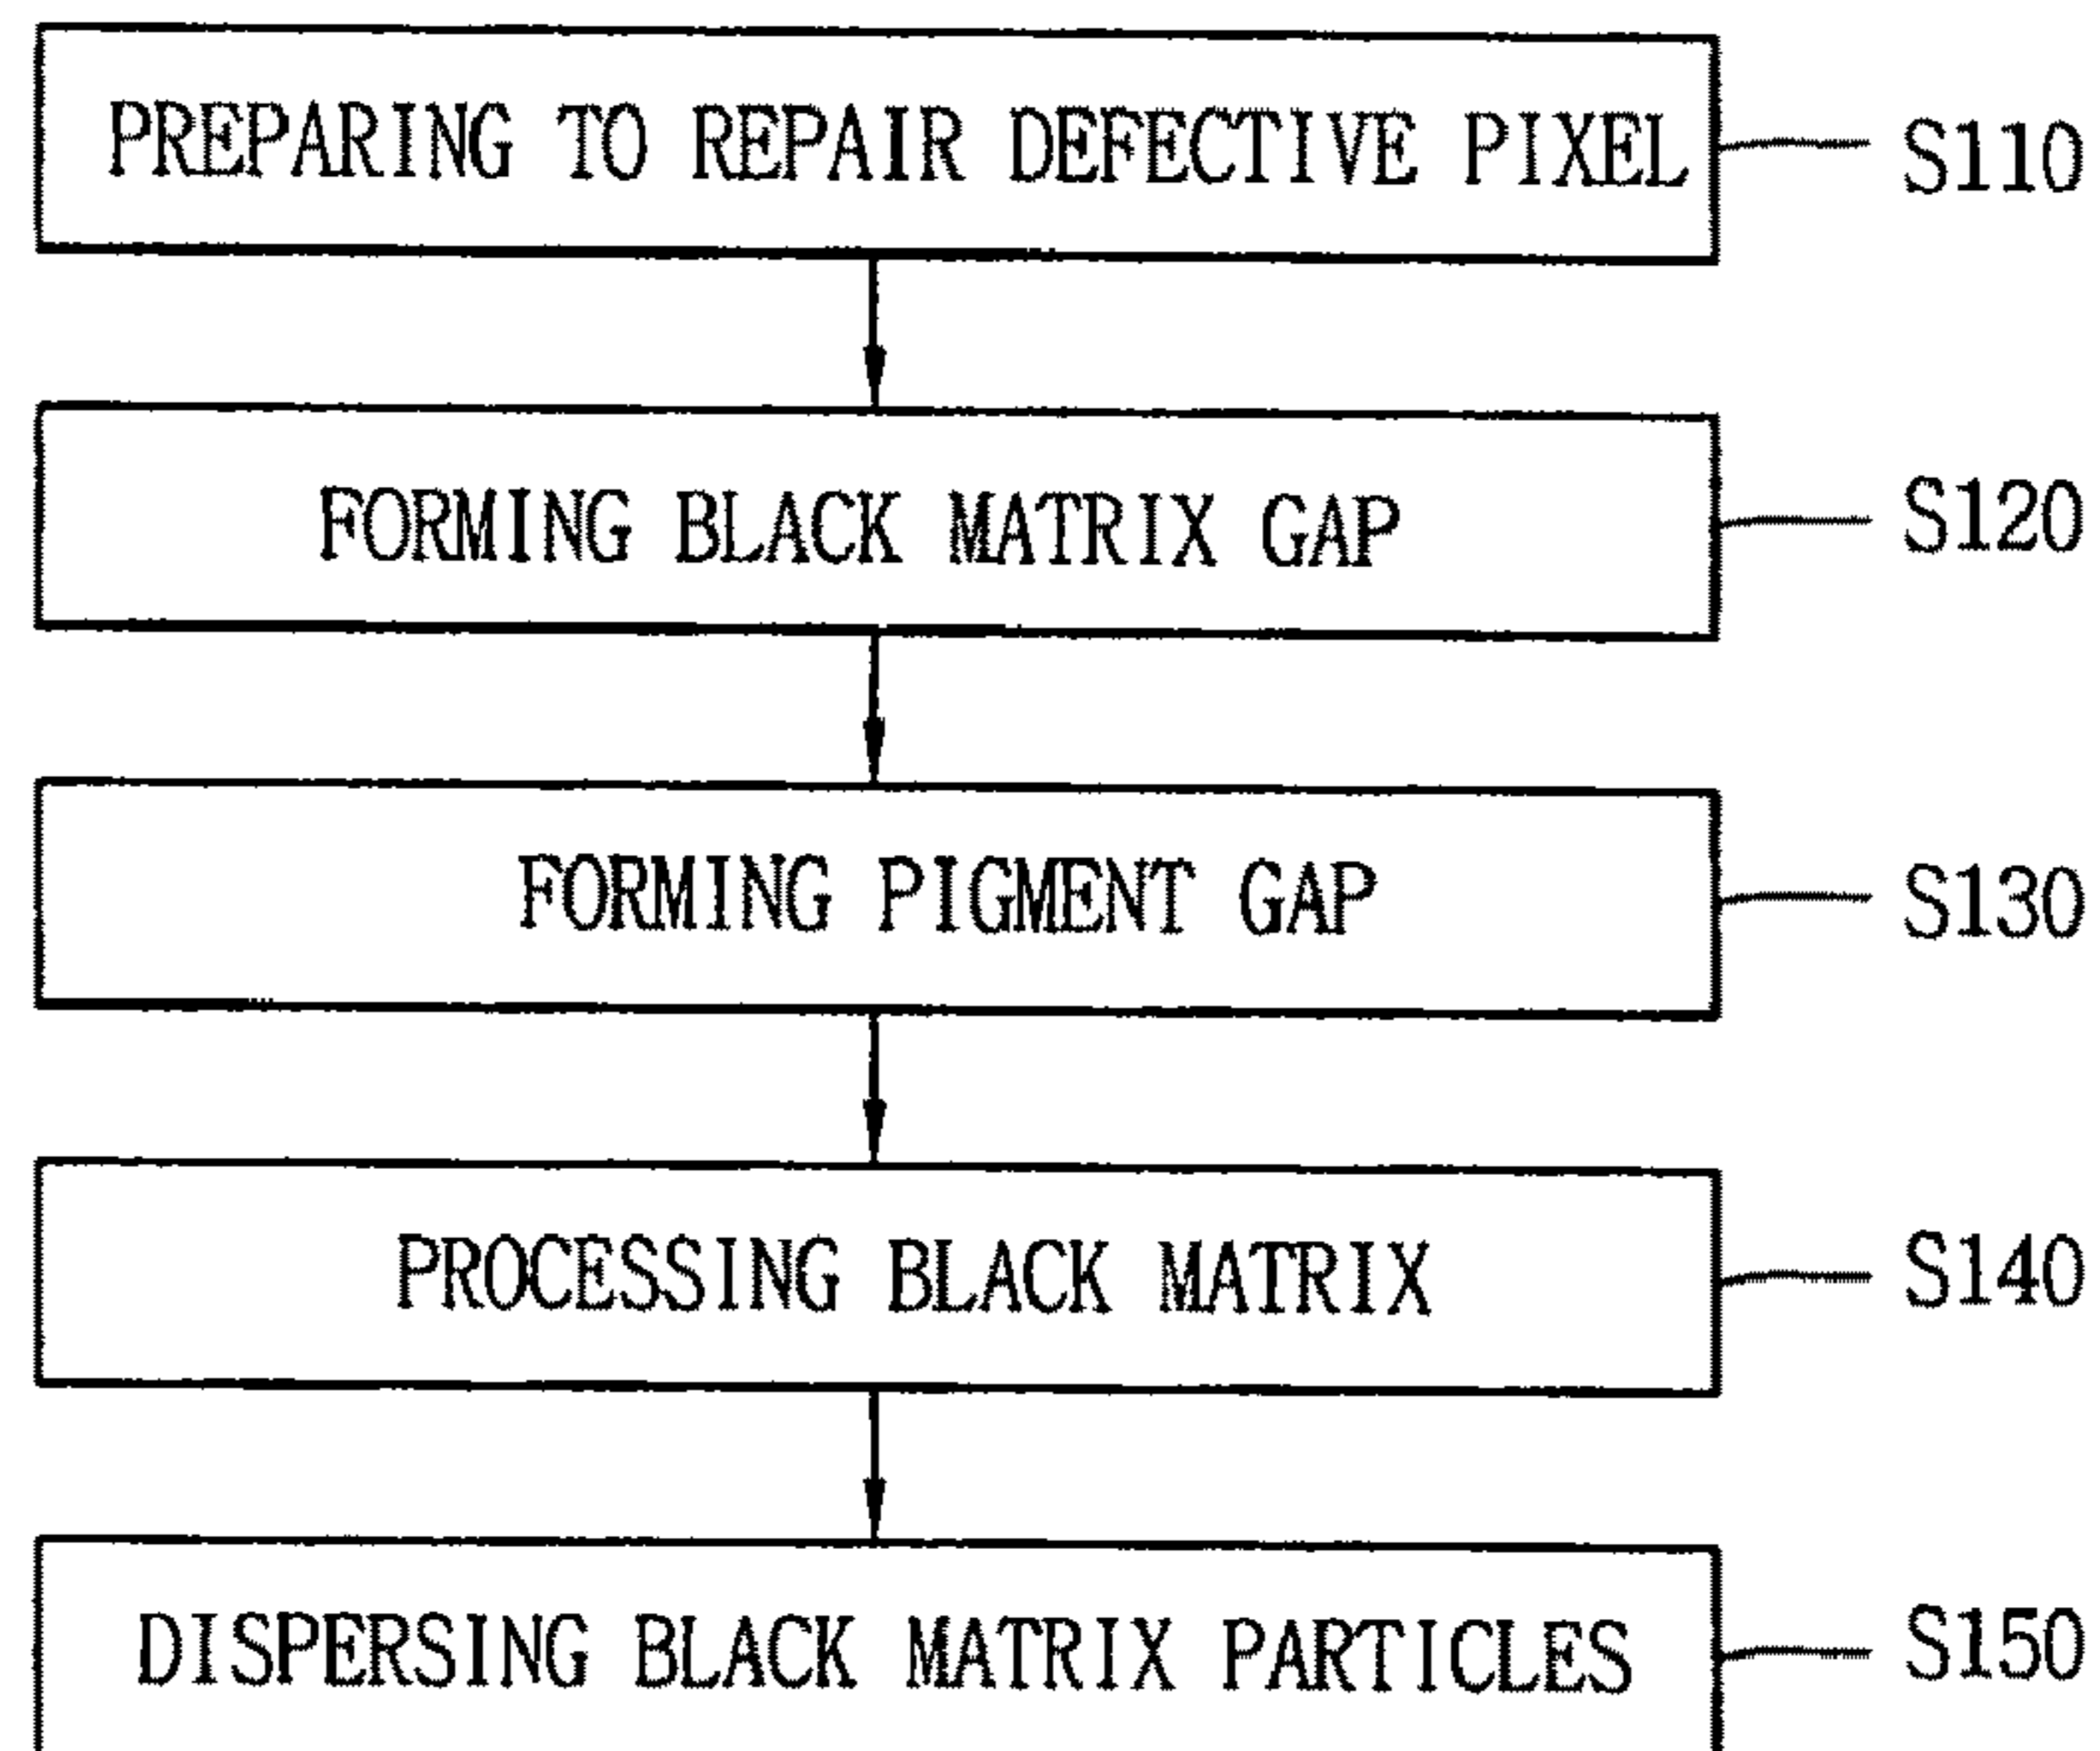 PREPARING TO REPAIR DEFECTIVE PIXEL S110
FORMING BLACK MATRIX GAP S120
FORMING PIGMENT GAP S130
PROCESSING BLACK MATRIX S140
DISPERSING BLACK MATRIX PARTICLES S150